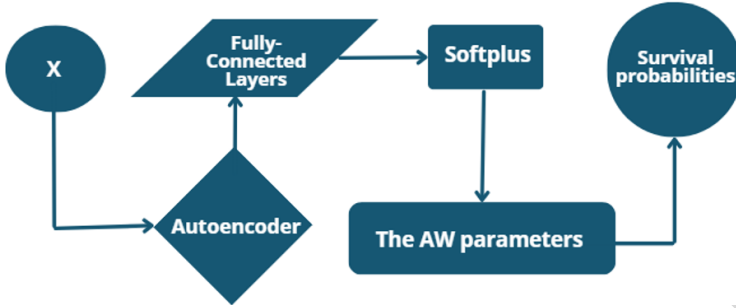 X
Fully-
Connected
Layers
Softplus
Survival
probabilities
Autoencoder
The AW parameters